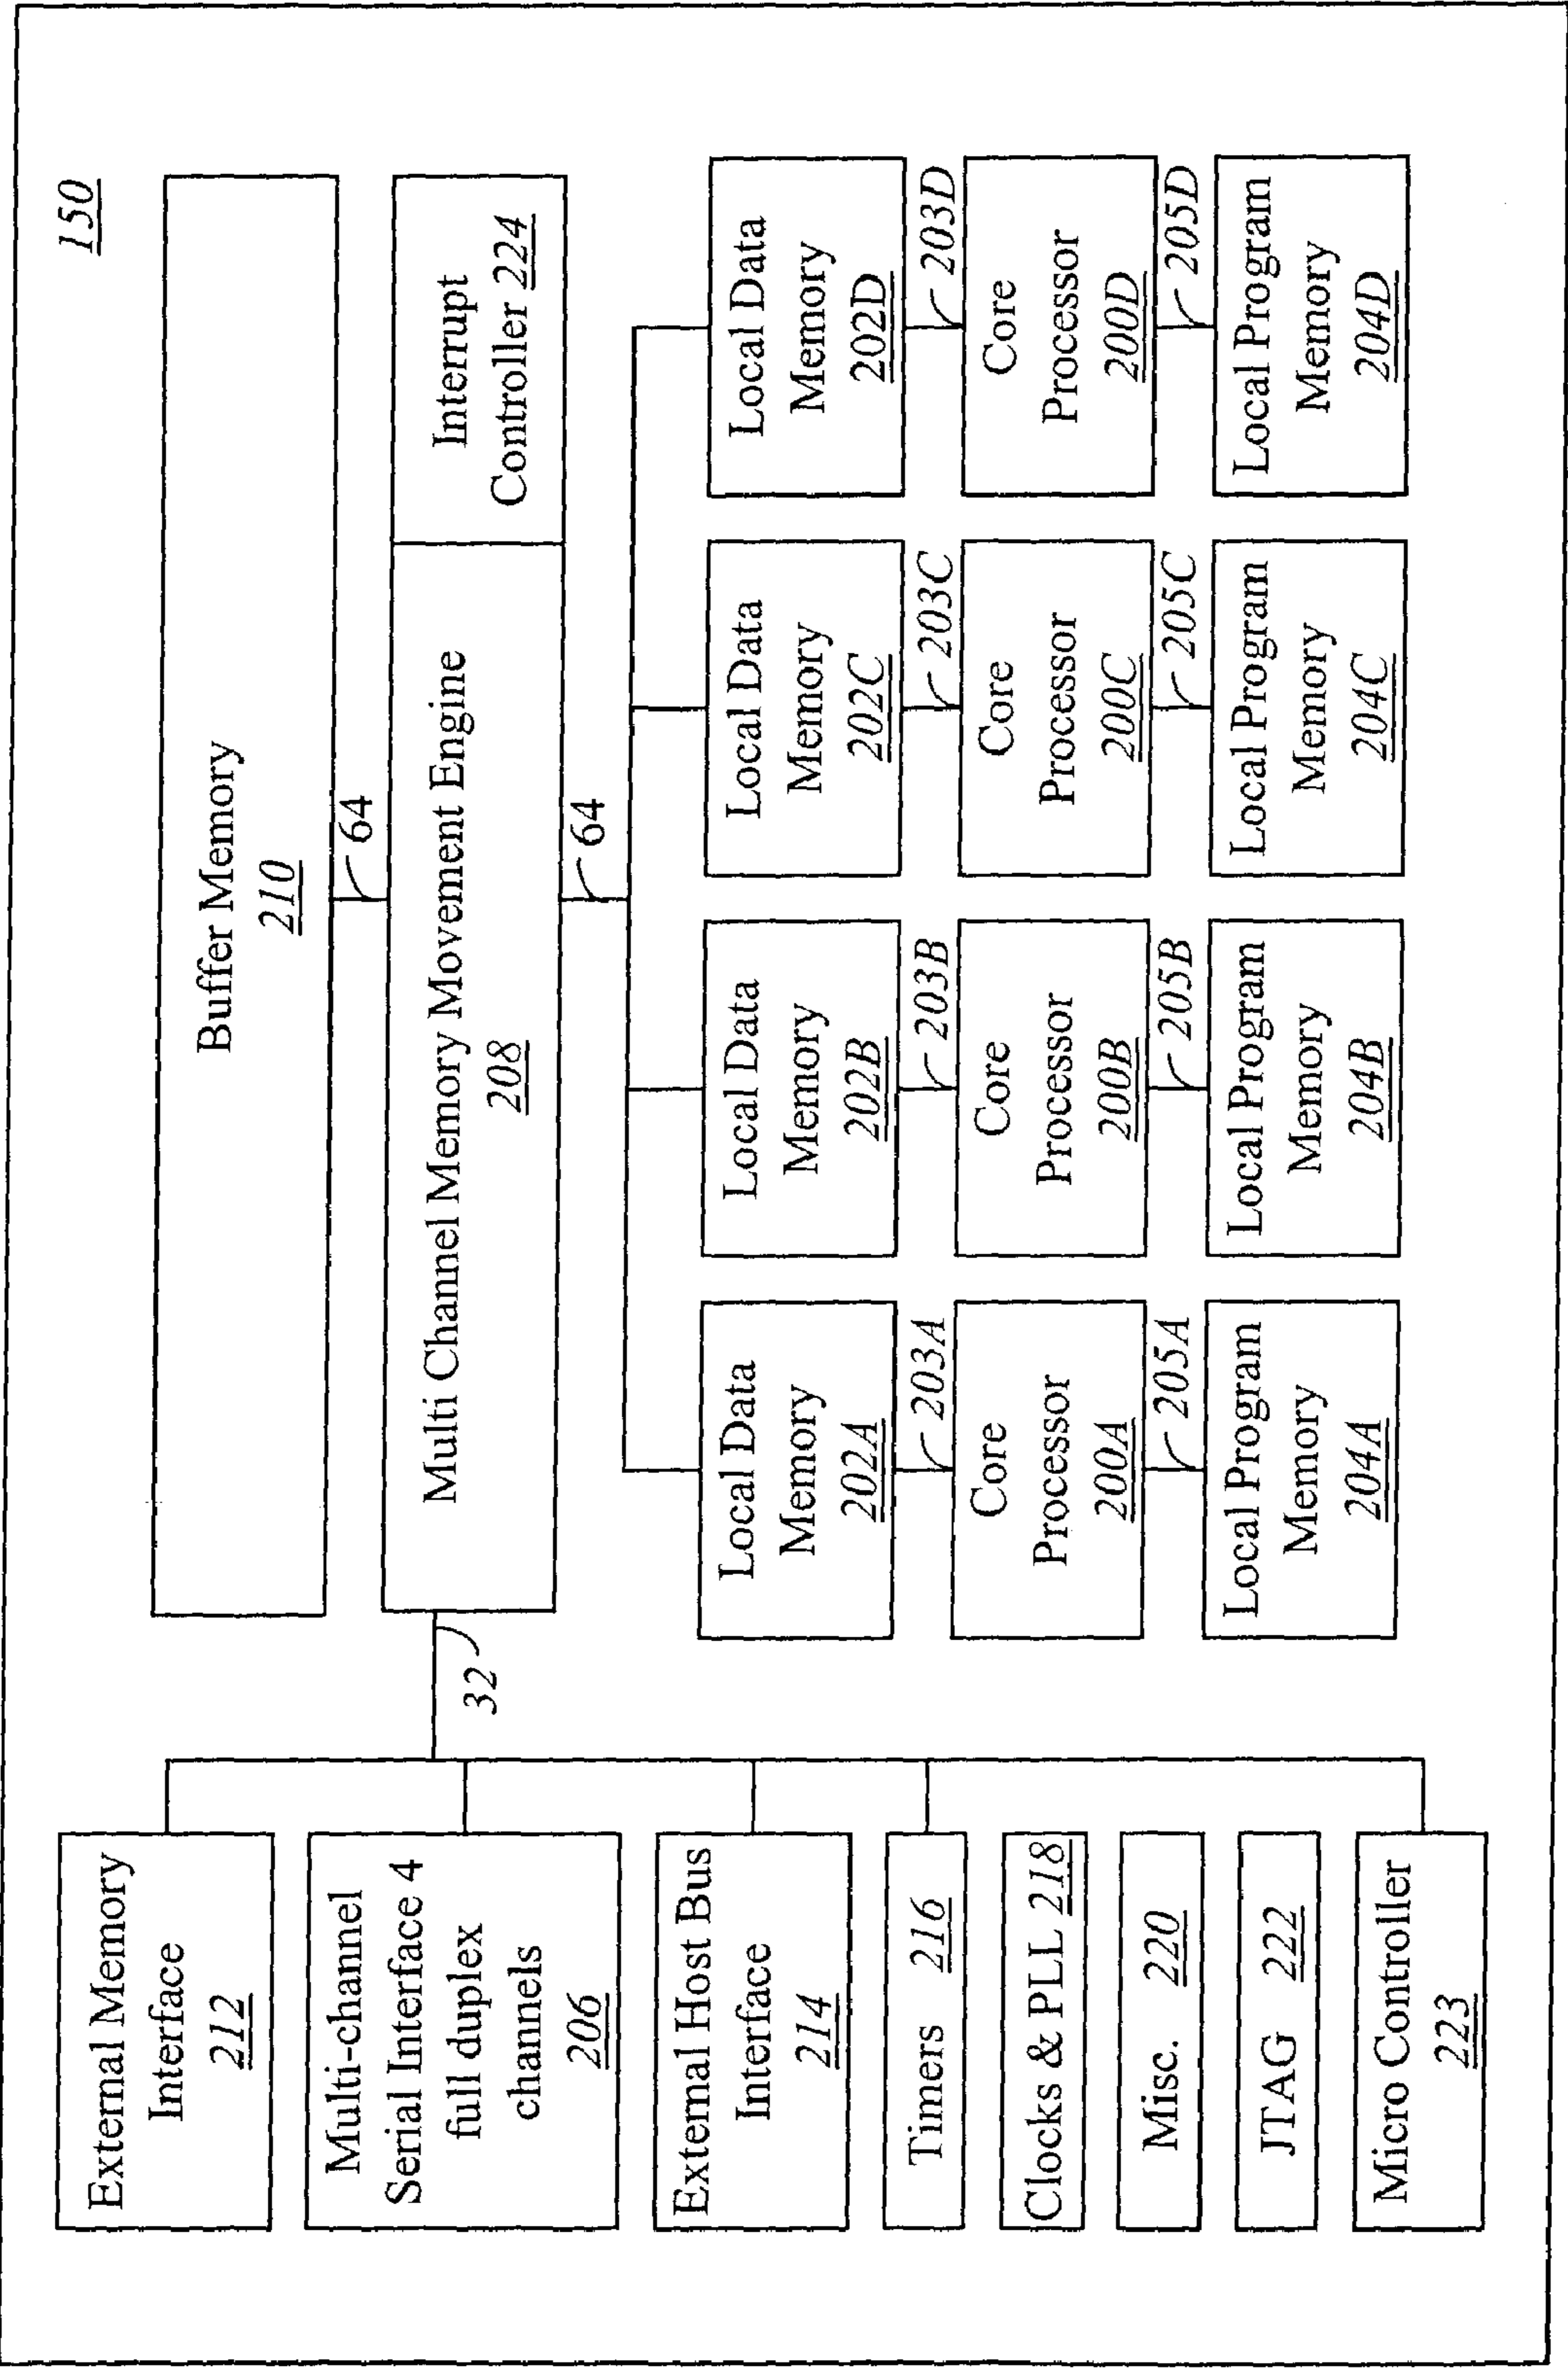 150
External Memory
Interface
212
Multi-channel
Serial Interface 4
full duplex
channels
206
External Host Bus
Interface
214
Timers 216
Clocks & PLL 218
Misc. 220
JTAG 222
Micro Controller
223
32
Buffer Memory
210
64
Multi Channel Memory Movement Engine
208
Interrupt
Controller 224
64
Local Data
Memory
202A
203A
Core
Processor
200A
205A
Local Program
Memory
204A
Local Data
Memory
202B
203B
Core
Processor
200B
205B
Local Program
Memory
204B
Local Data
Memory
202C
203C
Core
Processor
200C
205C
Local Program
Memory
204C
Local Data
Memory
202D
203D
Core
Processor
200D
205D
Local Program
Memory
204D